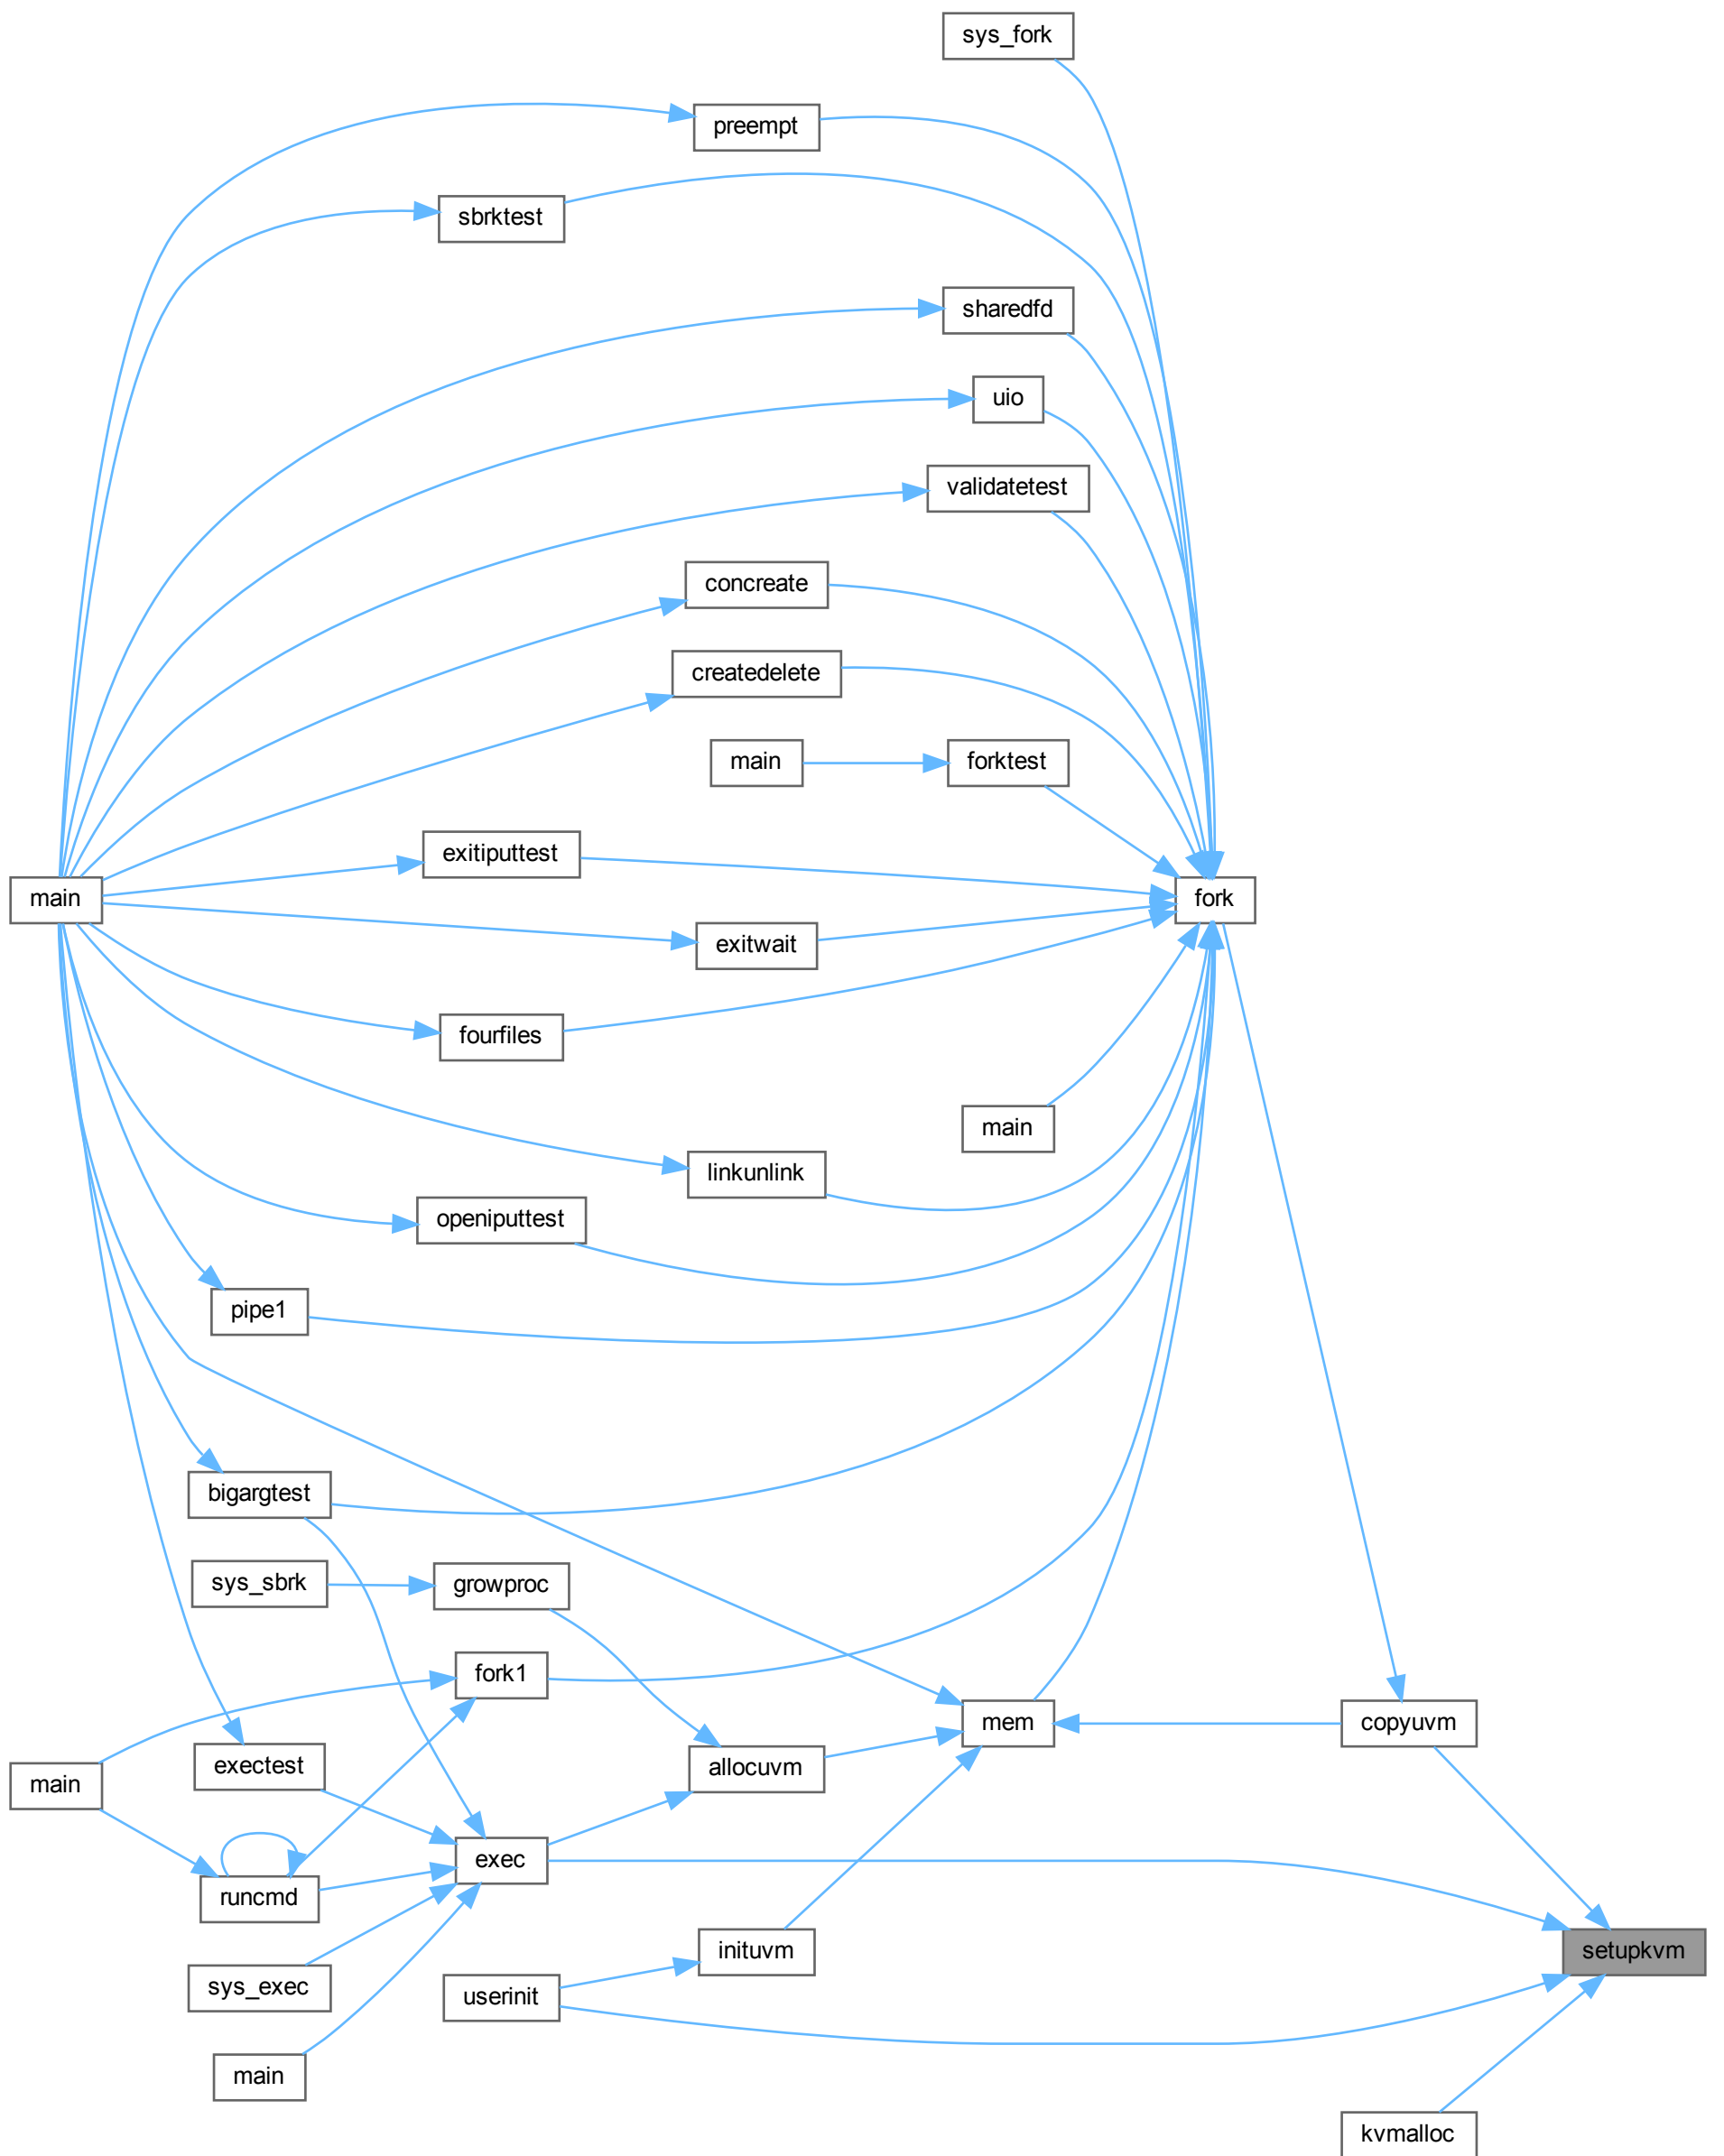 sys_fork
preempt
sbrktest
sharedfd
uio
validatetest
concreate
createdelete
main
forktest
exitiputtest
main
fork
exitwait
fourfiles
main
linkunlink
openiputtest
pipe1
bigargtest
sys_sbrk
growproc
fork1
mem
copyuvm
exectest
allocuvm
main
exec
runcmd
inituvm
setupkvm
sys_exec
userinit
main
kvmalloc